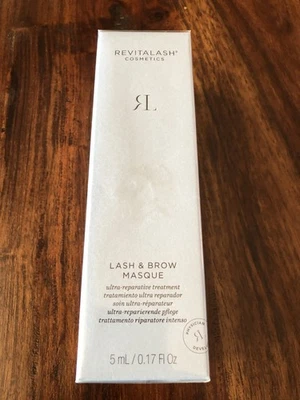 REVITALASH®
COSMETICS
RL
LASH & BROW
MASQUE
ultra-reparative treatment
tratamiento ultra reparador
soin ultra-réparateur
ultra-reparierende pflege
trattamento riparatore intenso
PHYSICIAN
5 mL/0.17 Fl Oz